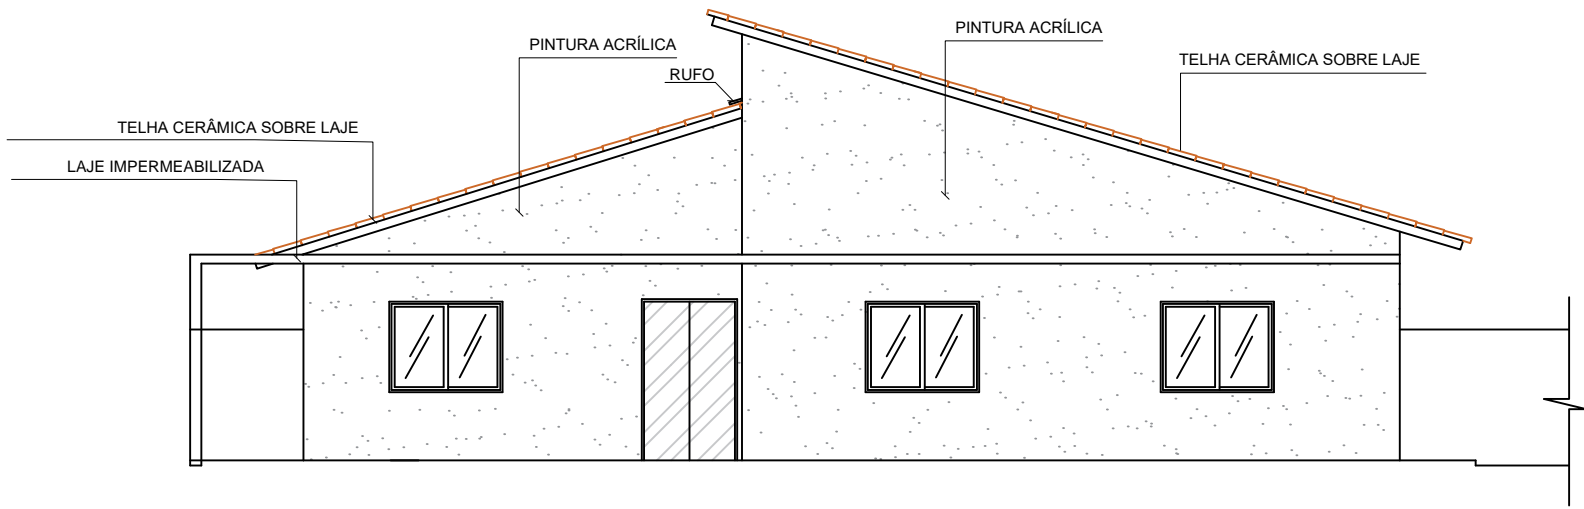 PINTURA ACRÍLICA
PINTURA ACRÍLICA
TELHA CERÂMICA SOBRE LAJE
RUFO
TELHA CERÂMICA SOBRE LAJE
LAJE IMPERMEABILIZADA